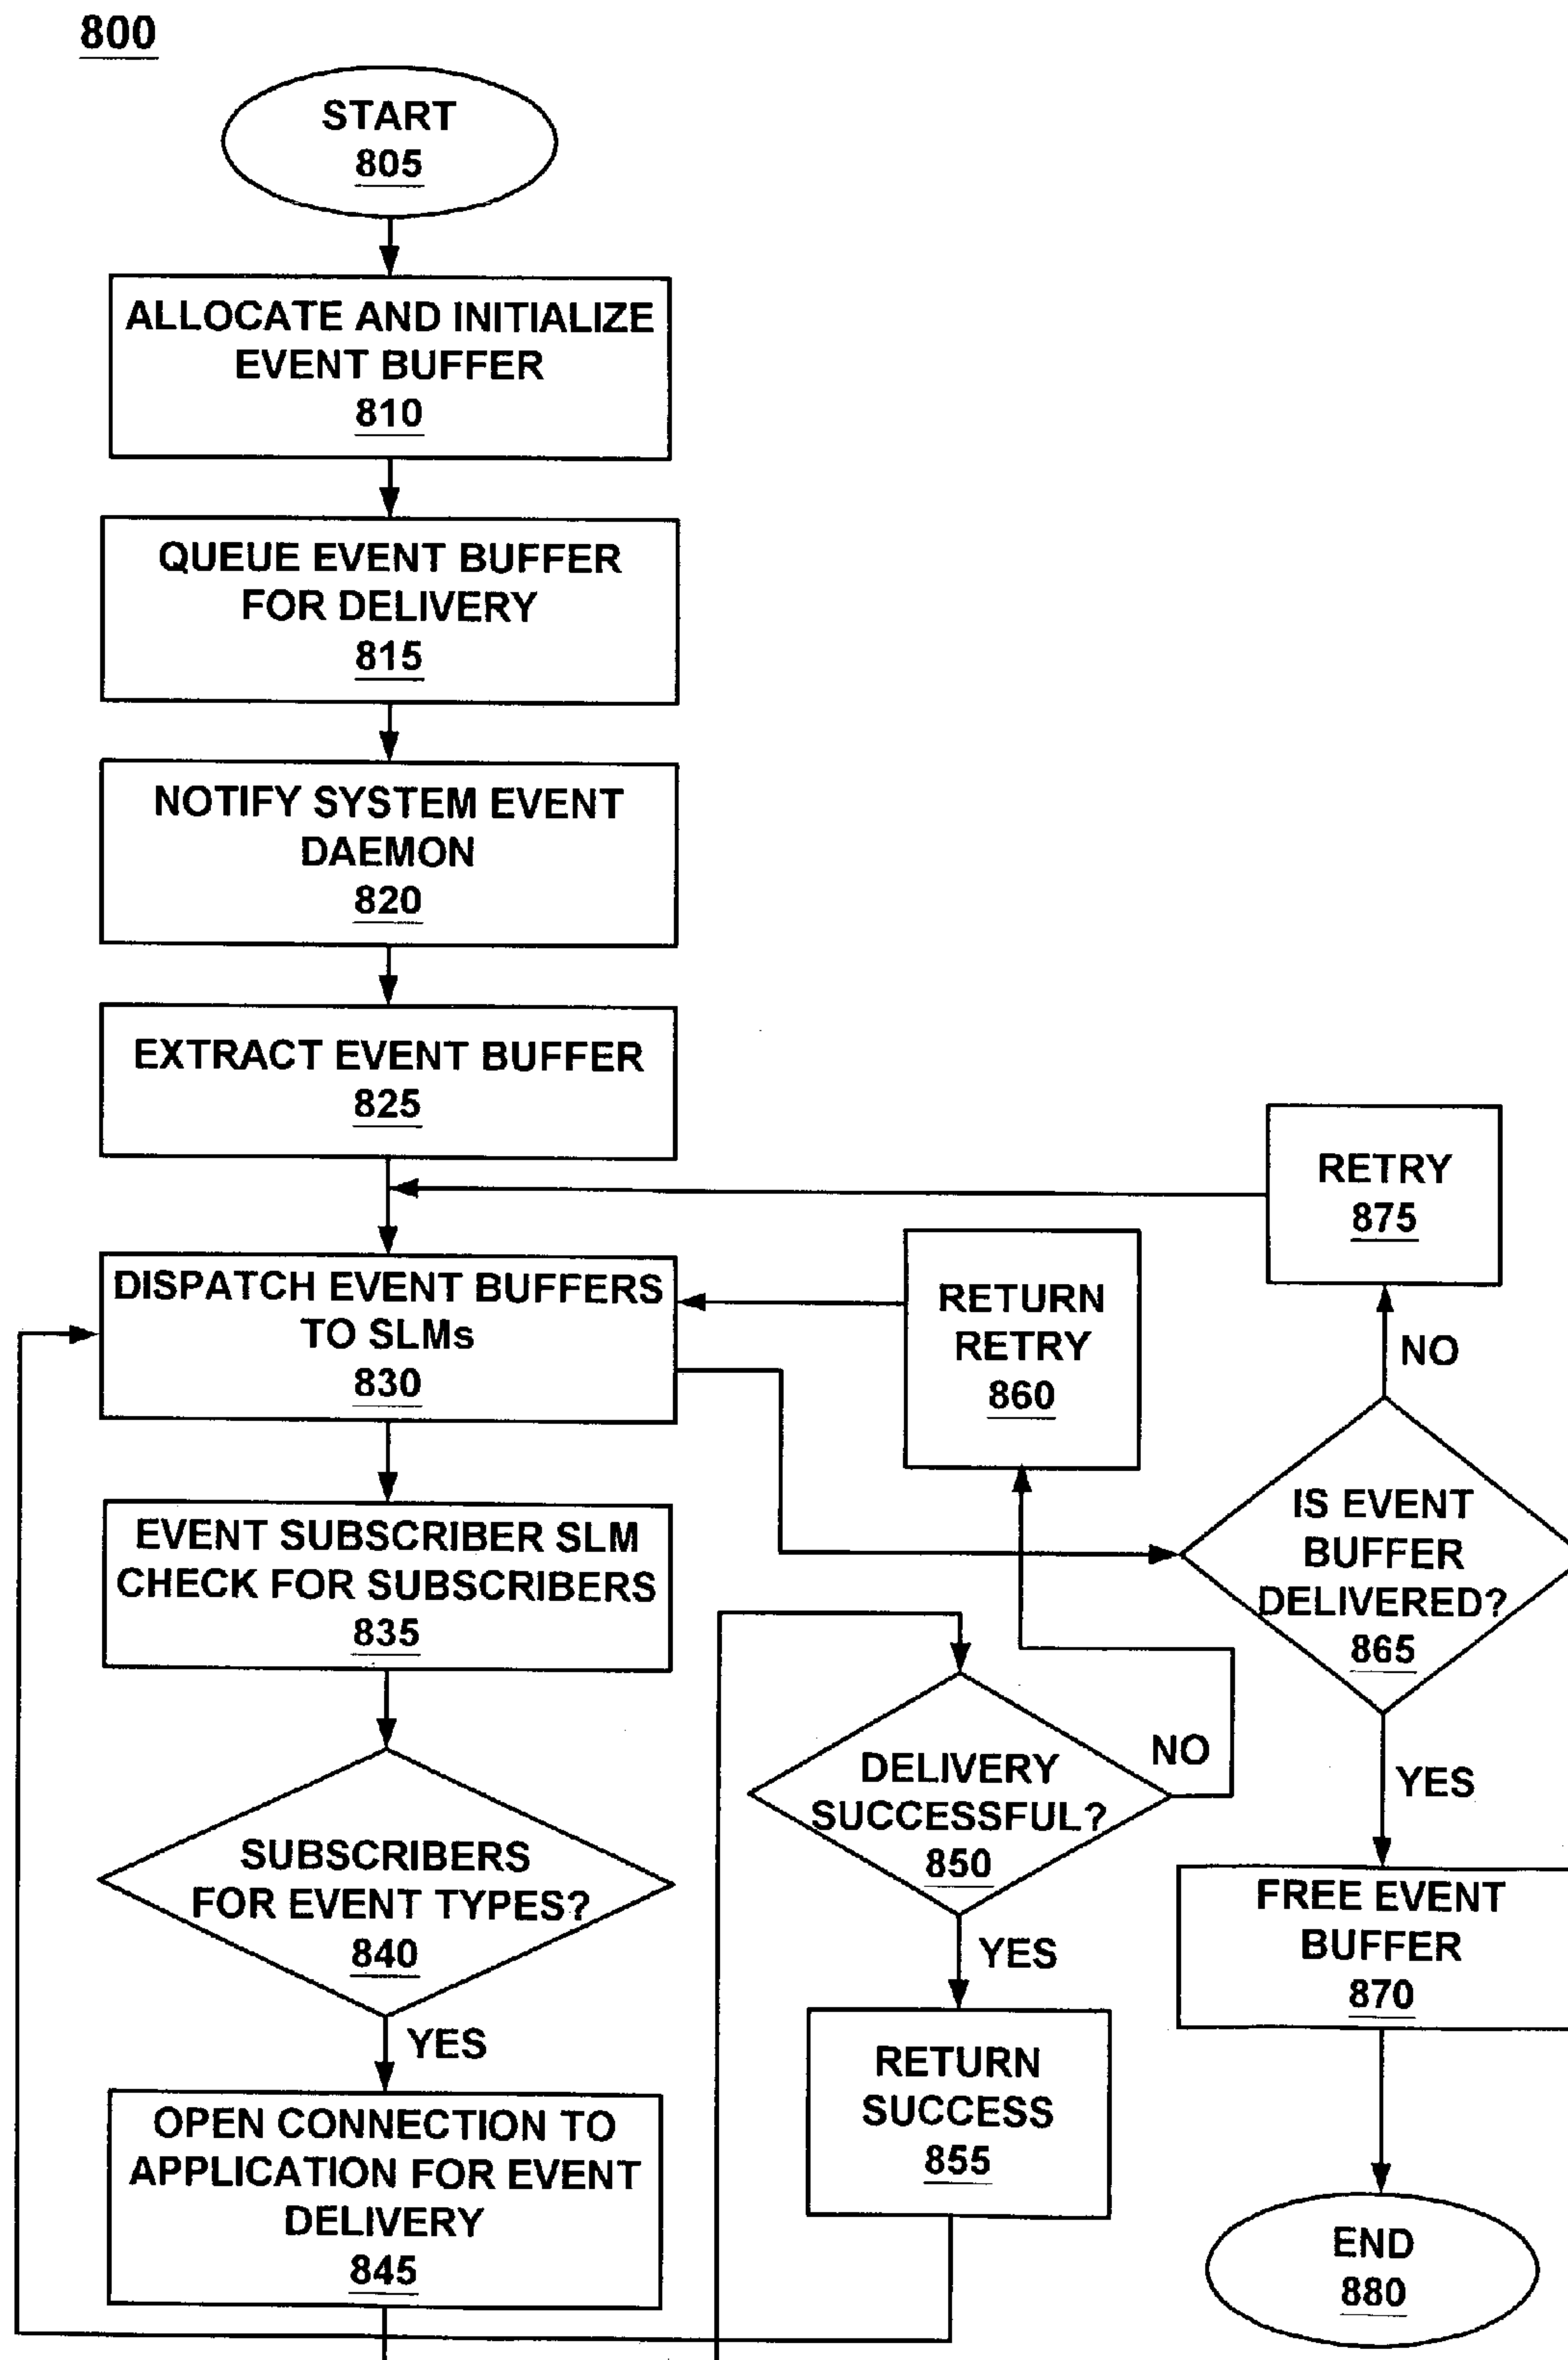 800
START
805
ALLOCATE AND INITIALIZE
EVENT BUFFER
810
QUEUE EVENT BUFFER
FOR DELIVERY
815
NOTIFY SYSTEM EVENT
DAEMON
820
EXTRACT EVENT BUFFER
825
DISPATCH EVENT BUFFERS
TO SLMs
830
EVENT SUBSCRIBER SLM
CHECK FOR SUBSCRIBERS
835
SUBSCRIBERS
FOR EVENT TYPES?
840
YES
OPEN CONNECTION TO
APPLICATION FOR EVENT
DELIVERY
845
RETURN
RETRY
860
DELIVERY
SUCCESSFUL?
850
NO
YES
RETURN
SUCCESS
855
RETRY
875
NO
IS EVENT
BUFFER
DELIVERED?
865
YES
FREE EVENT
BUFFER
870
END
880